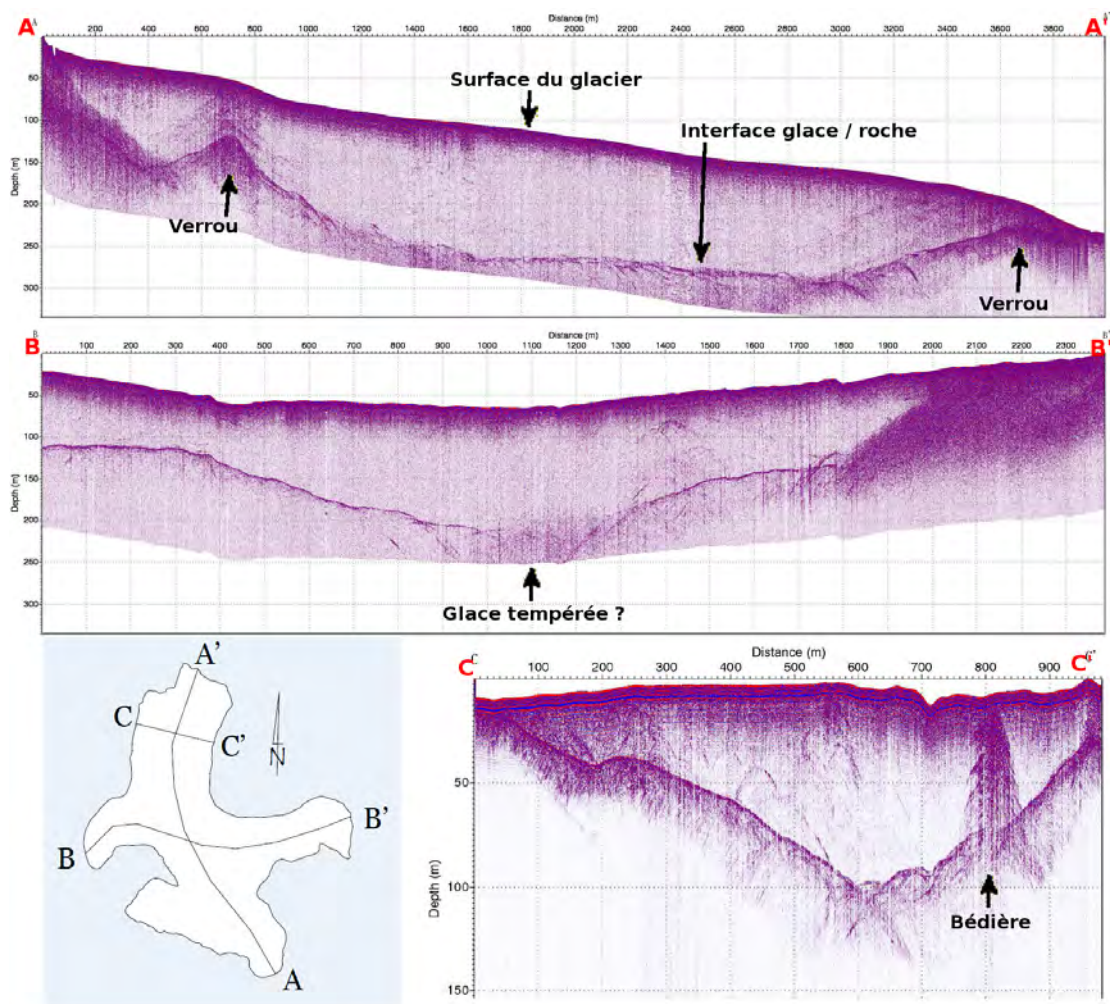 Distance (m)
A A'
200 400 600 800 1000 1200 1400 1600 1800 2000 2200 2400 2600 2800 3000 3200 3400 3600 3800
Surface du glacier
Interface glace / roche
Verrou
Verrou
Depth (m)
50
100
150
200
250
300
Distance (m)
B B'
100 200 300 400 500 600 700 800 900 1000 1100 1200 1300 1400 1500 1600 1700 1800 1900 2000 2100 2200 2300
Depth (m)
50
100
150
200
250
300
Glace tempérée ?
A'
C
C'
N
B'
B
A
Distance (m)
C C'
100 200 300 400 500 600 700 800 900
Depth (m)
50
100
150
Bédière